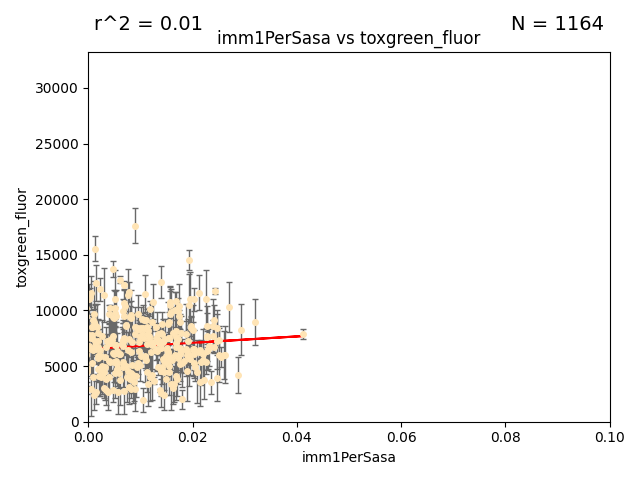 r^2 = 0.01
N = 1164
imm1PerSasa vs toxgreen_fluor
30000
25000
20000
15000
10000
5000
0
toxgreen_fluor
0.00 0.02 0.04 0.06 0.08 0.10
imm1PerSasa